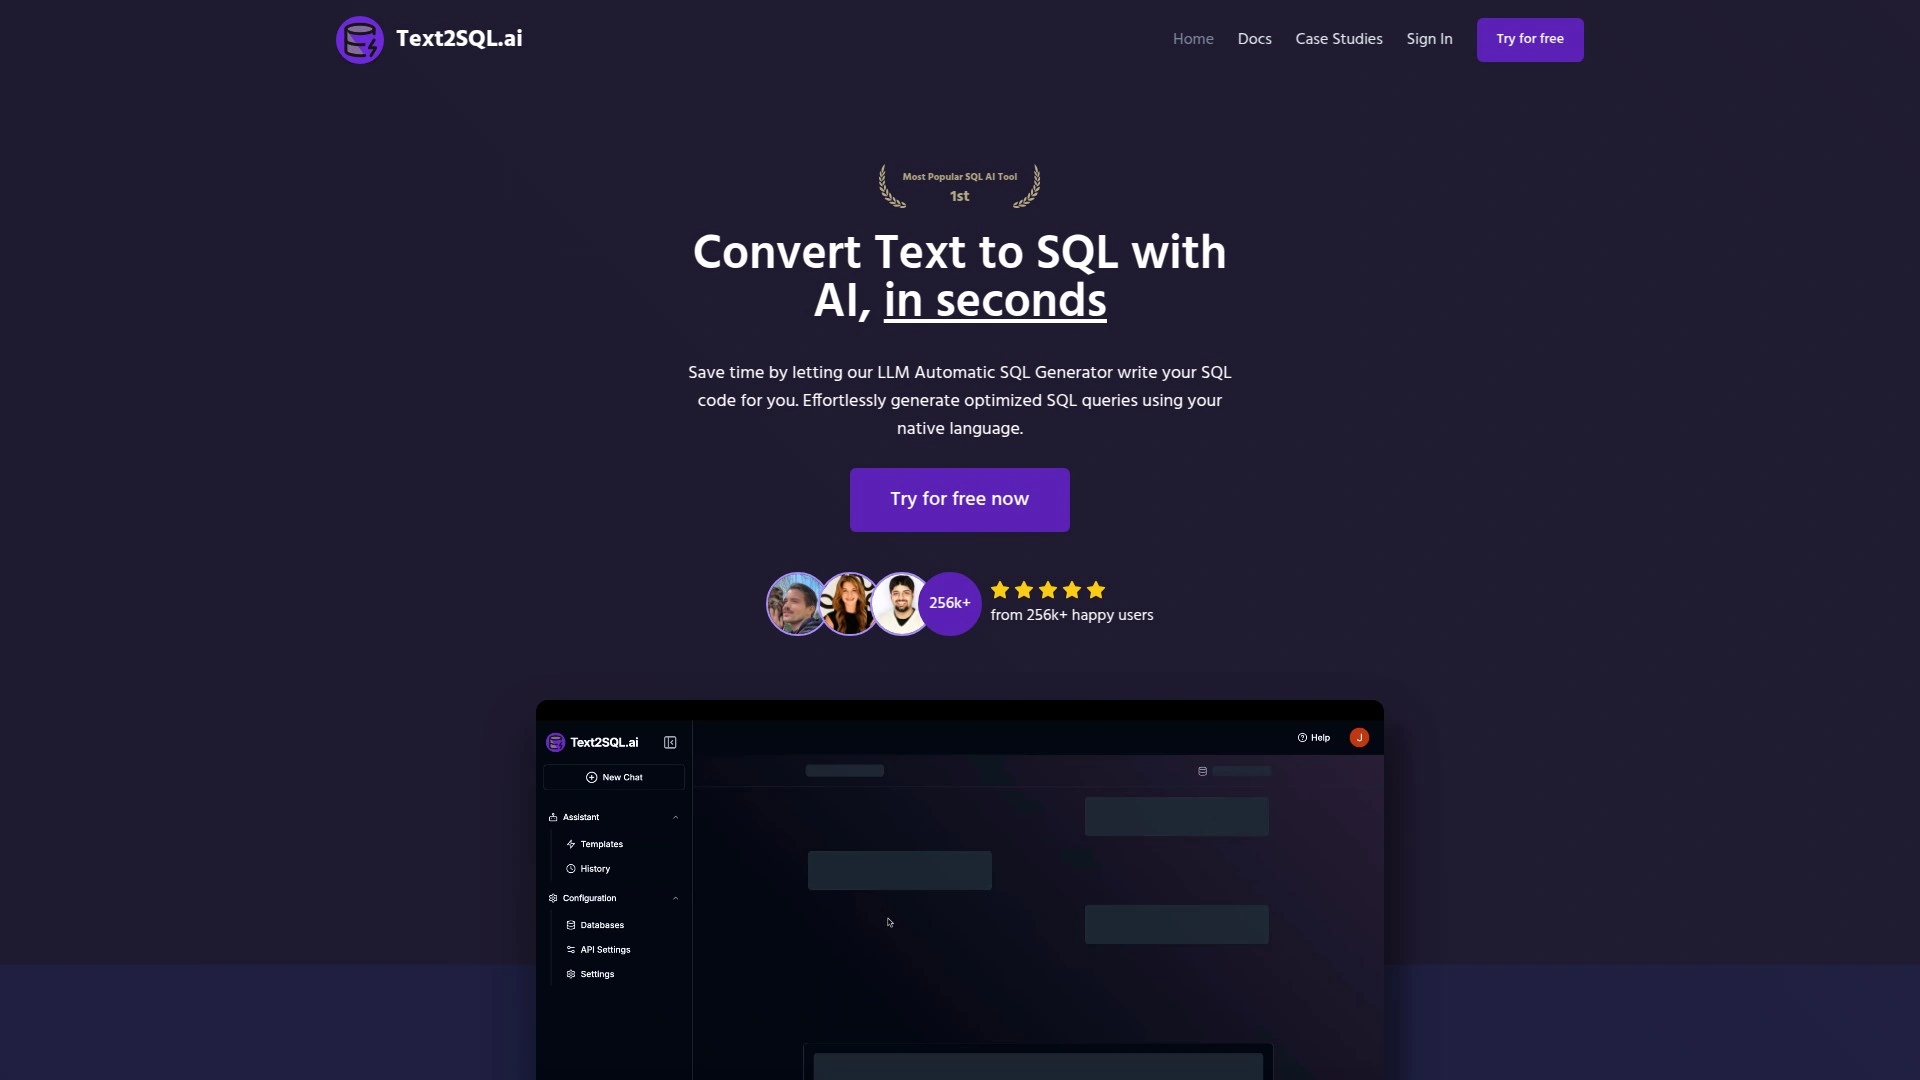 Text2SQL.ai
Home
Docs
Case Studies
Sign In
Try for free
Most Popular SQL AI Tool
1st
Convert Text to SQL with
AI, in seconds
Save time by letting our LLM Automatic SQL Generator write your SQL
code for you. Effortlessly generate optimized SQL queries using your
native language.
Try for free now
256k+
from 256k+ happy users
Text2SQL.ai
Help
J
New Chat
Assistant
Templates
History
Configuration
Databases
API Settings
Settings